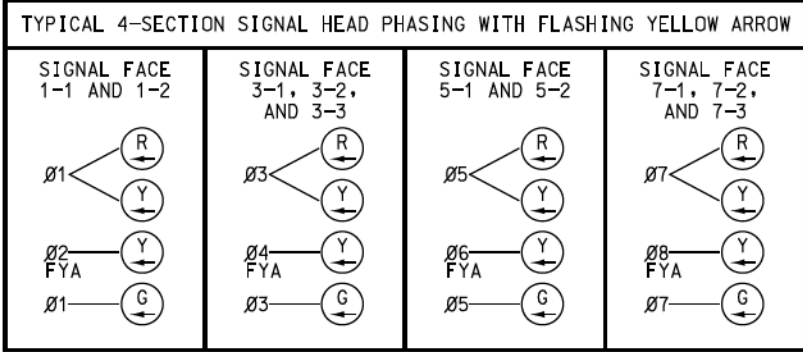 TYPICAL 4-SECTION SIGNAL HEAD PHASING WITH FLASHING YELLOW ARROW
SIGNAL FACE
1-1 AND 1-2
R
Ø1
Y
Ø2
FYA
Y
Ø1
G
SIGNAL FACE
3-1, 3-2,
AND 3-3
R
Ø3
Y
Ø4
FYA
Y
Ø3
G
SIGNAL FACE
5-1 AND 5-2
R
Ø5
Y
Ø6
FYA
Y
Ø5
G
SIGNAL FACE
7-1, 7-2,
AND 7-3
R
Ø7
Y
Ø8
FYA
Y
Ø7
G